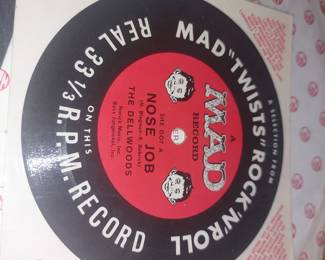 A SELECTION FROM
MAD "TWISTS" ROCK 'N' ROLL
A
MAD
RECORD
SHE GOT A
NOSE JOB
THE DELLWOODS
ON THIS
REAL 33 1/3 R.P.M. RECORD